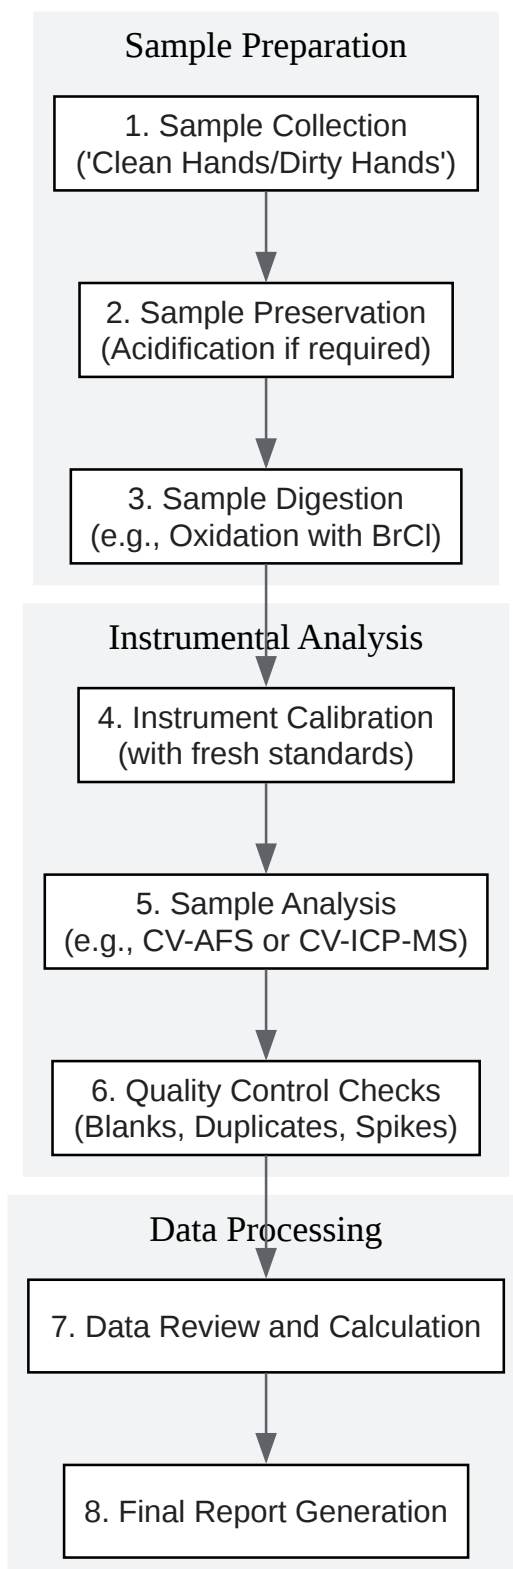 Sample Preparation
1. Sample Collection
('Clean Hands/Dirty Hands')
2. Sample Preservation
(Acidification if required)
3. Sample Digestion
(e.g., Oxidation with BrCl)
Instrumental Analysis
4. Instrument Calibration
(with fresh standards)
5. Sample Analysis
(e.g., CV-AFS or CV-ICP-MS)
6. Quality Control Checks
(Blanks, Duplicates, Spikes)
Data Processing
7. Data Review and Calculation
8. Final Report Generation